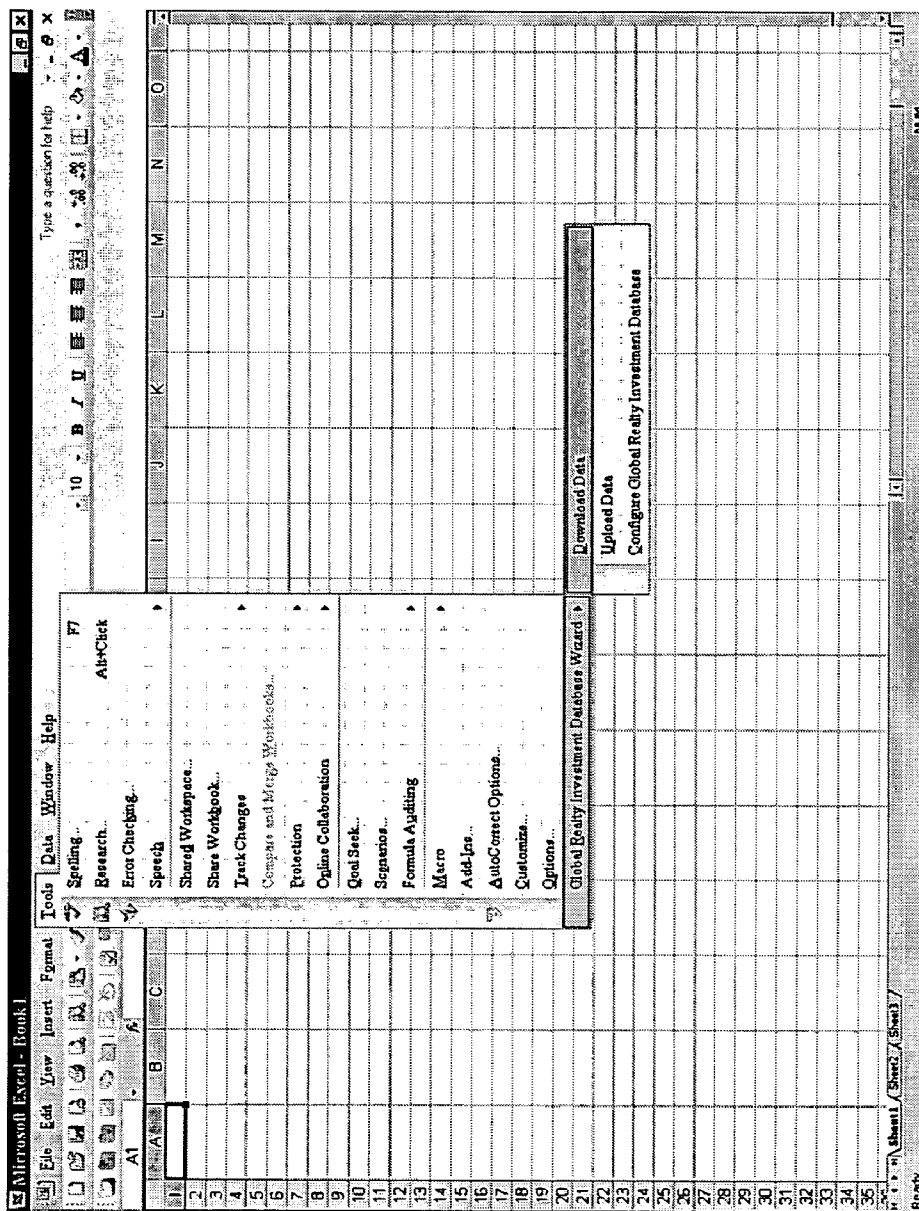 Microsoft Excel - Book1
File Edit View Insert Format Tools Data Window Help
Type a question for help
10 B I U
A1
A B C I J K L M N O
Spelling... F7
Research... Alt+Click
Error Checking...
Speech
Shared Workspace...
Share Workbook...
Track Changes
Compare and Merge Workbooks...
Protection
Online Collaboration
Goal Seek...
Scenarios...
Formula Auditing
Macro
Add-Ins...
AutoCorrect Options...
Customize...
Options...
Global Realty Investment Database Wizard
Download Data
Upload Data
Configure Global Realty Investment Database
1
2
3
4
5
6
7
8
9
10
11
12
13
14
15
16
17
18
19
20
21
22
23
24
25
26
27
28
29
30
31
32
33
34
35
Sheet1 / Sheet2 / Sheet3
Ready